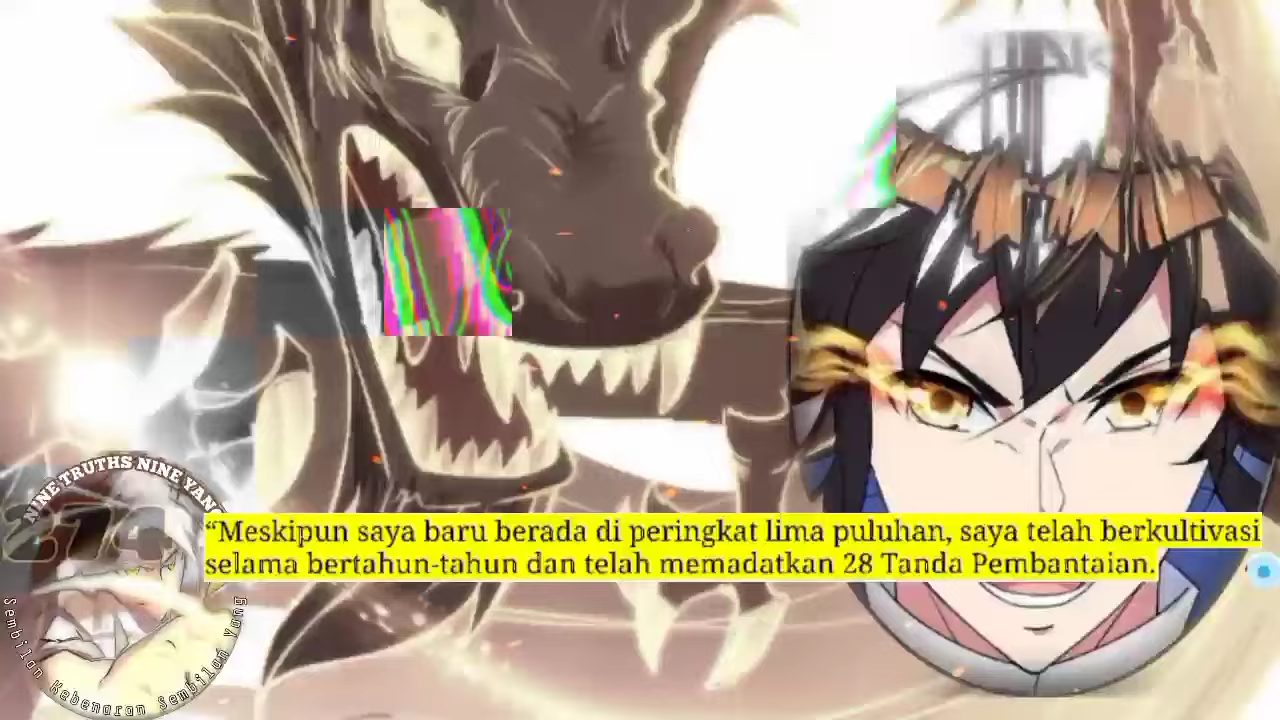 NINE TRUTHS NINE YANG
274
“Meskipun saya baru berada di peringkat lima puluhan, saya telah berkultivasi
selama bertahun-tahun dan telah memadatkan 28 Tanda Pembantaian.
Sembilan Kebenaran Sembilan Yang